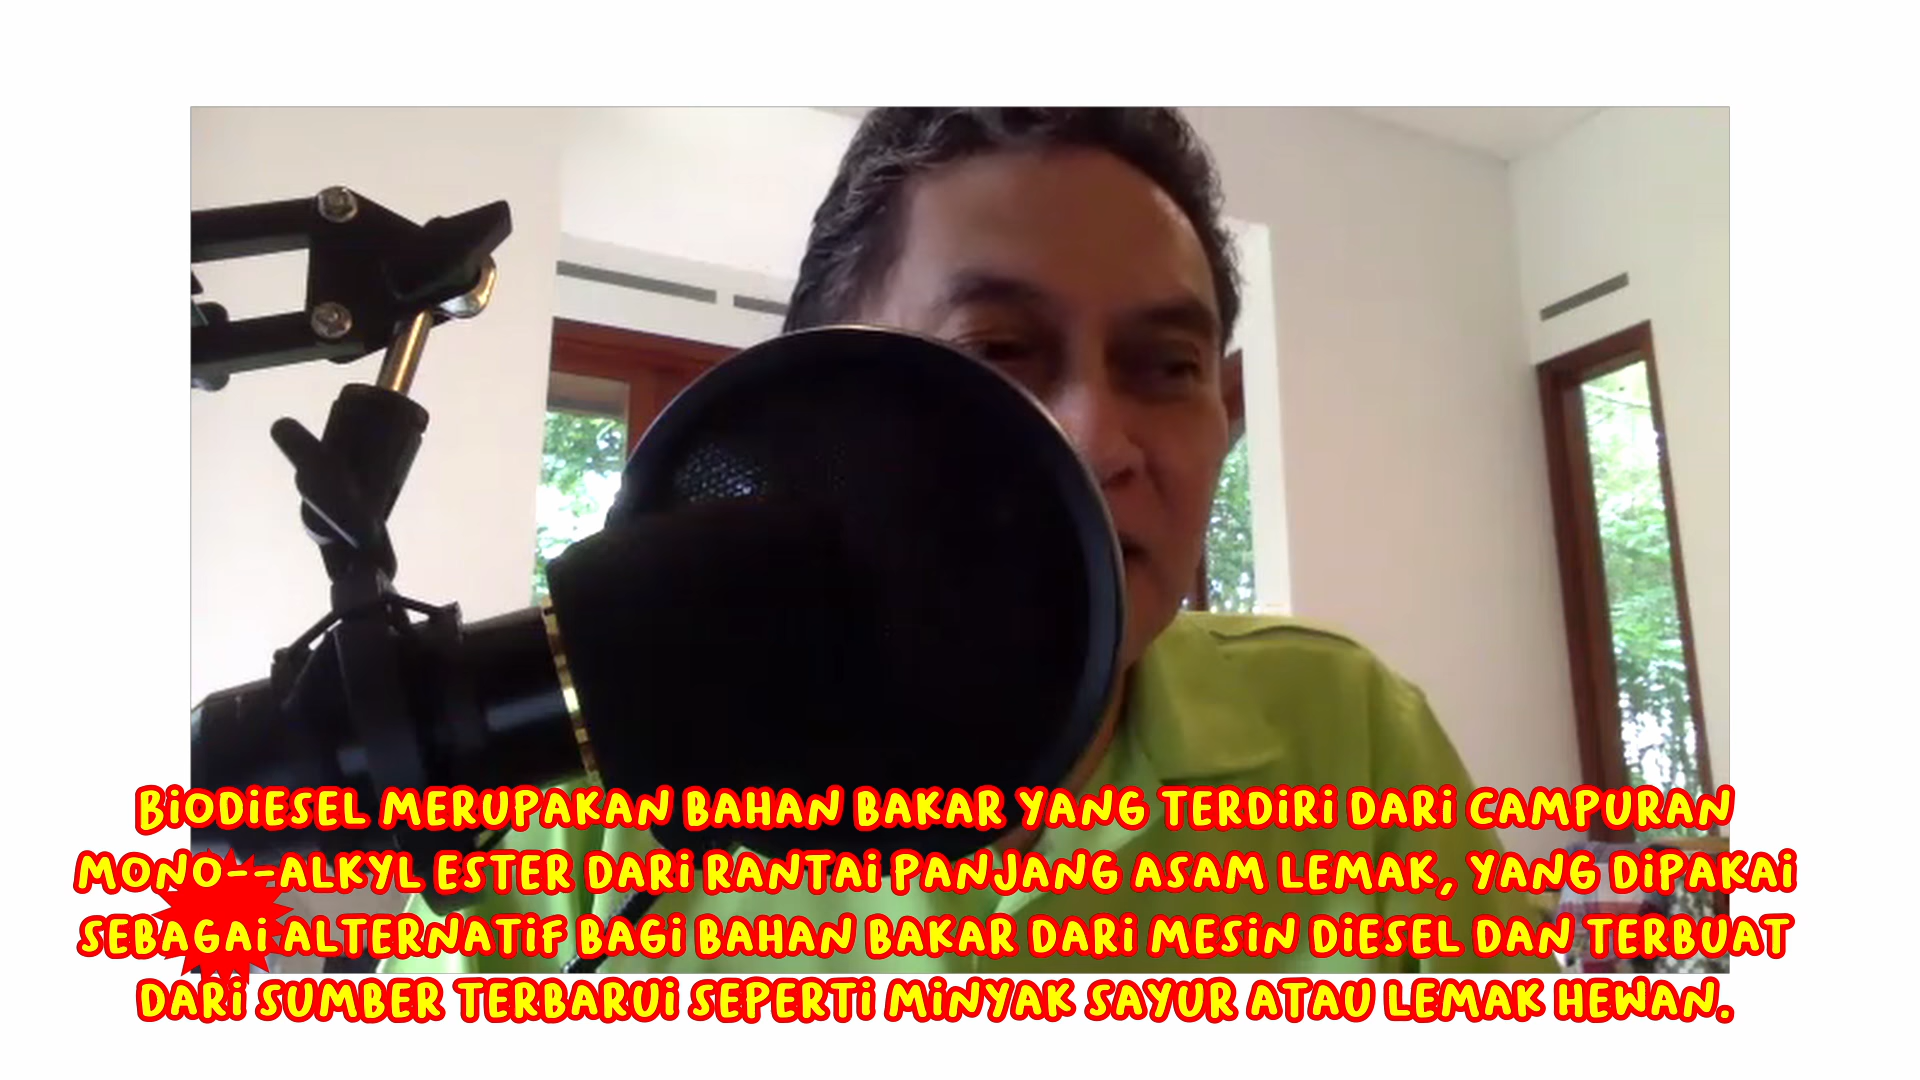 BiODiESEL MERUPAKAN BAHAN BAKAR YANG TERDiRi DARi CAMPURAN
MONO--ALKYL ESTER DARi RANTAi PANJANG ASAM LEMAK, YANG DiPAKAi
SEBAGAi ALTERNATiF BAGi BAHAN BAKAR DARi MESiN DiESEL DAN TERBUAT
DARi SUMBER TERBARUi SEPERTi MiNYAK SAYUR ATAU LEMAK HEWAN.